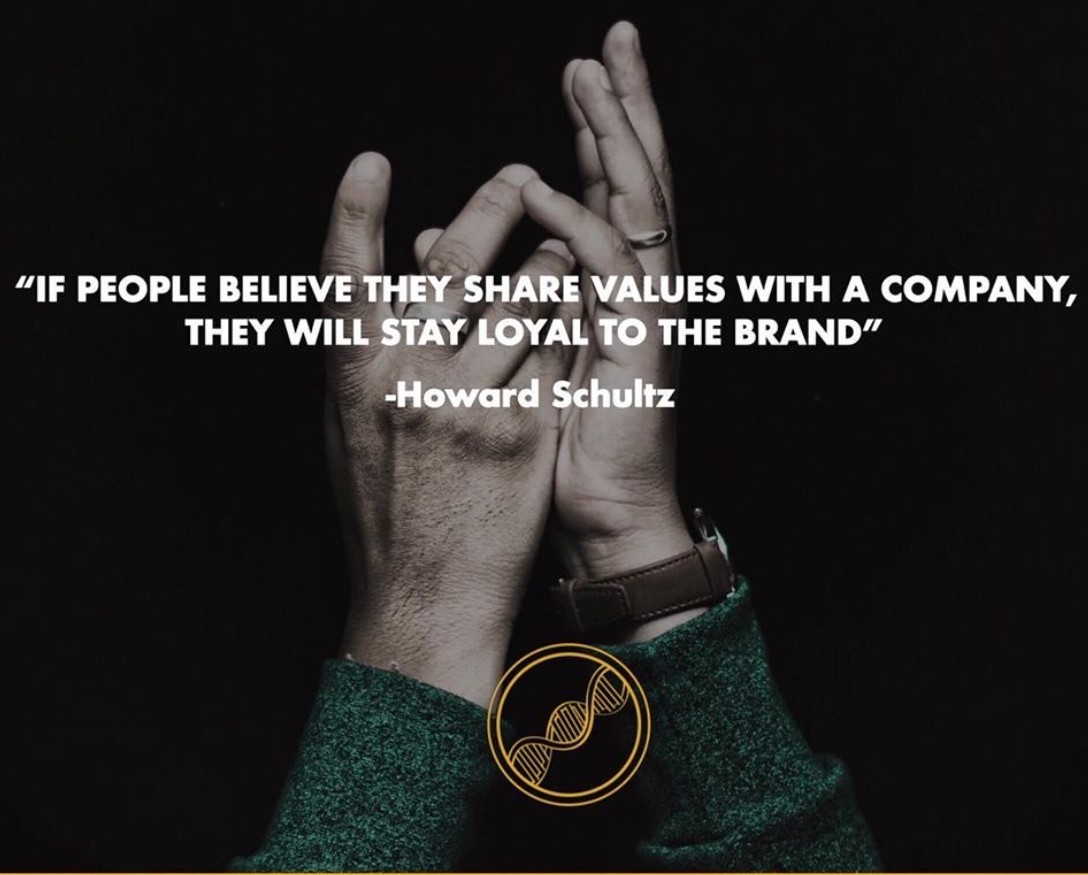 “IF PEOPLE BELIEVE THEY SHARE VALUES WITH A COMPANY,
THEY WILL STAY LOYAL TO THE BRAND”
-Howard Schultz